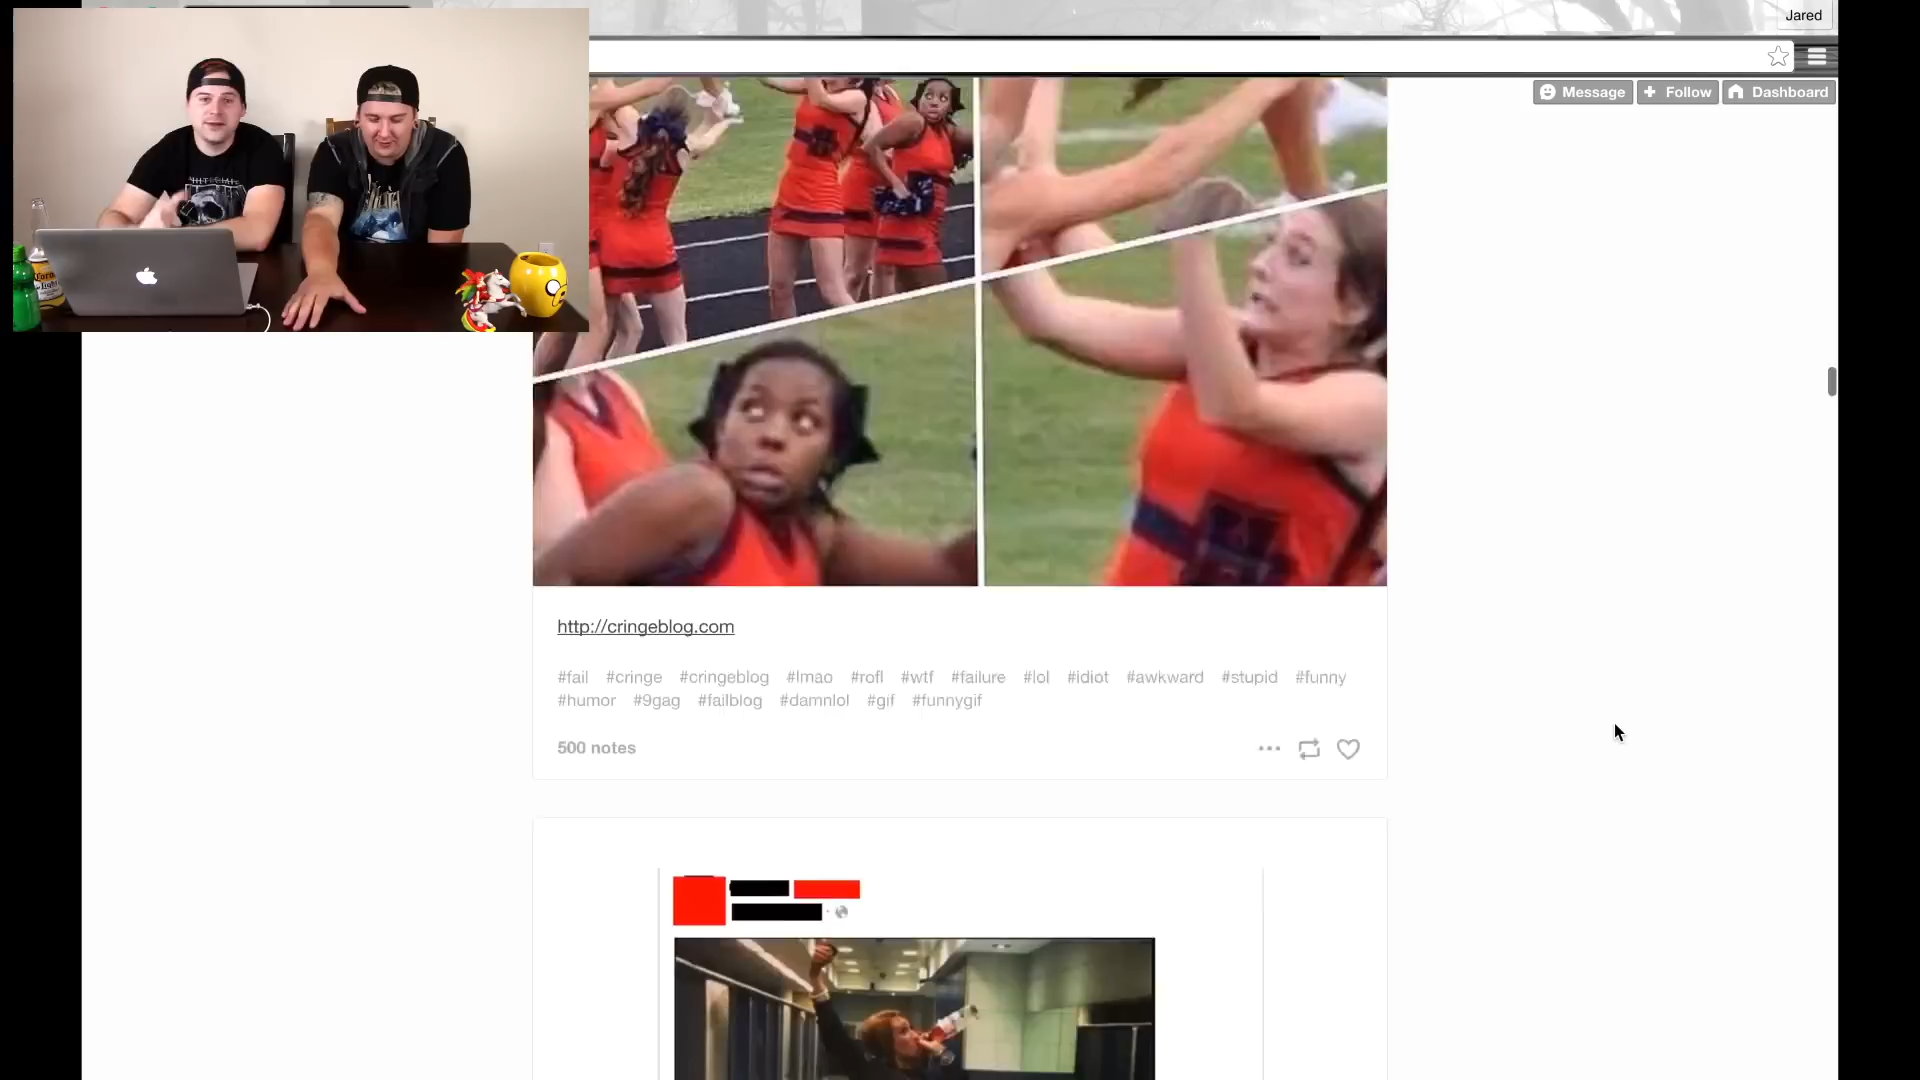 Jared
Message
Follow
Dashboard
http://cringeblog.com
#fail #cringe #cringeblog #lmao #rofl #wtf #failure #lol #idiot #awkward #stupid #funny
#humor #9gag #failblog #damnlol #gif #funnygif
500 notes